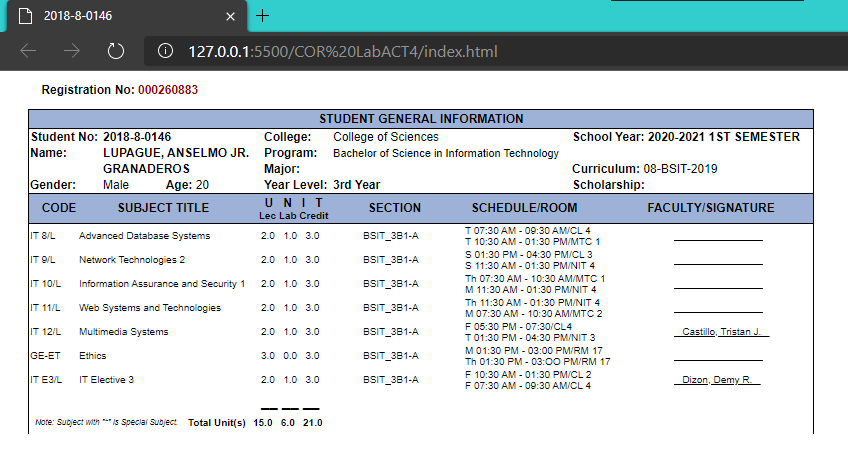 2018-8-0146
127.0.0.1:5500/COR%20LabACT4/index.html
Registration No: 000260883
STUDENT GENERAL INFORMATION
Student No: 2018-8-0146 College: College of Sciences School Year: 2020-2021 1ST SEMESTER
Name: LUPAGUE, ANSELMO JR. Program: Bachelor of Science in Information Technology
GRANADEROS Major: Curriculum: 08-BSIT-2019
Gender: Male Age: 20 Year Level: 3rd Year Scholarship:
CODE SUBJECT TITLE U N I T SECTION SCHEDULE/ROOM FACULTY/SIGNATURE
Lec Lab Credit
IT 8/L Advanced Database Systems 2.0 1.0 3.0 BSIT_3B1-A T 07:30 AM - 09:30 AM/CL 4
T 10:30 AM - 01:30 PM/MTC 1
IT 9/L Network Technologies 2 2.0 1.0 3.0 BSIT_3B1-A S 01:30 PM - 04:30 PM/CL 3
S 11:30 AM - 01:30 PM/NIT 4
IT 10/L Information Assurance and Security 1 2.0 1.0 3.0 BSIT_3B1-A Th 07:30 AM - 10:30 AM/MTC 1
M 11:30 AM - 01:30 PM/NIT 4
IT 11/L Web Systems and Technologies 2.0 1.0 3.0 BSIT_3B1-A Th 11:30 AM - 01:30 PM/NIT 4
M 07:30 AM - 10:30 AM/MTC 2
IT 12/L Multimedia Systems 2.0 1.0 3.0 BSIT_3B1-A F 05:30 PM - 07:30/CL4 Castillo, Tristan J.
T 01:30 PM - 04:30 PM/NIT 3
GE-ET Ethics 3.0 0.0 3.0 BSIT_3B1-A M 01:30 PM - 03:00 PM/RM 17
Th 01:30 PM - 03:OO PM/RM 17
IT E3/L IT Elective 3 2.0 1.0 3.0 BSIT_3B1-A F 10:30 AM - 01:30 PM/CL 2 Dizon, Demy R.
F 07:30 AM - 09:30 AM/CL 4
Note: Subject with "*" is Special Subject. Total Unit(s) 15.0 6.0 21.0